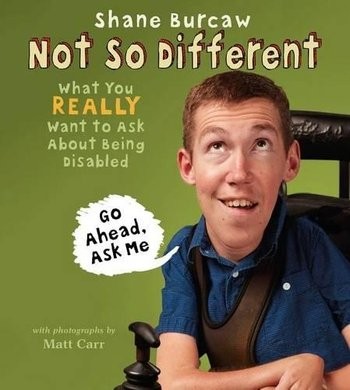 Shane Burcaw
Not So Different
What You
REALLY
Want to Ask
About Being
Disabled
Go
Ahead,
Ask Me
with photographs by
Matt Carr